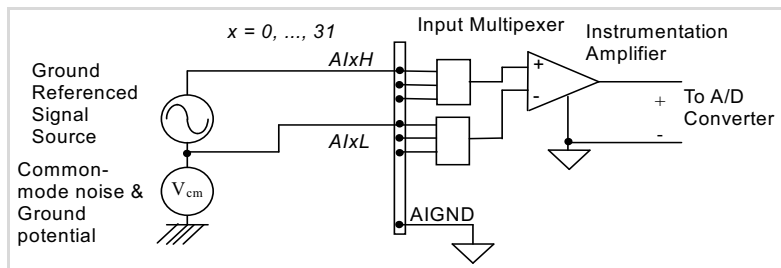 x = 0, ..., 31
Input Multipexer
Instrumentation
Amplifier
AIxH
Ground
Referenced
Signal
Source
+
-
To A/D
Converter
+
-
AIxL
Common-
mode noise &
Ground
potential
Vcm
AIGND